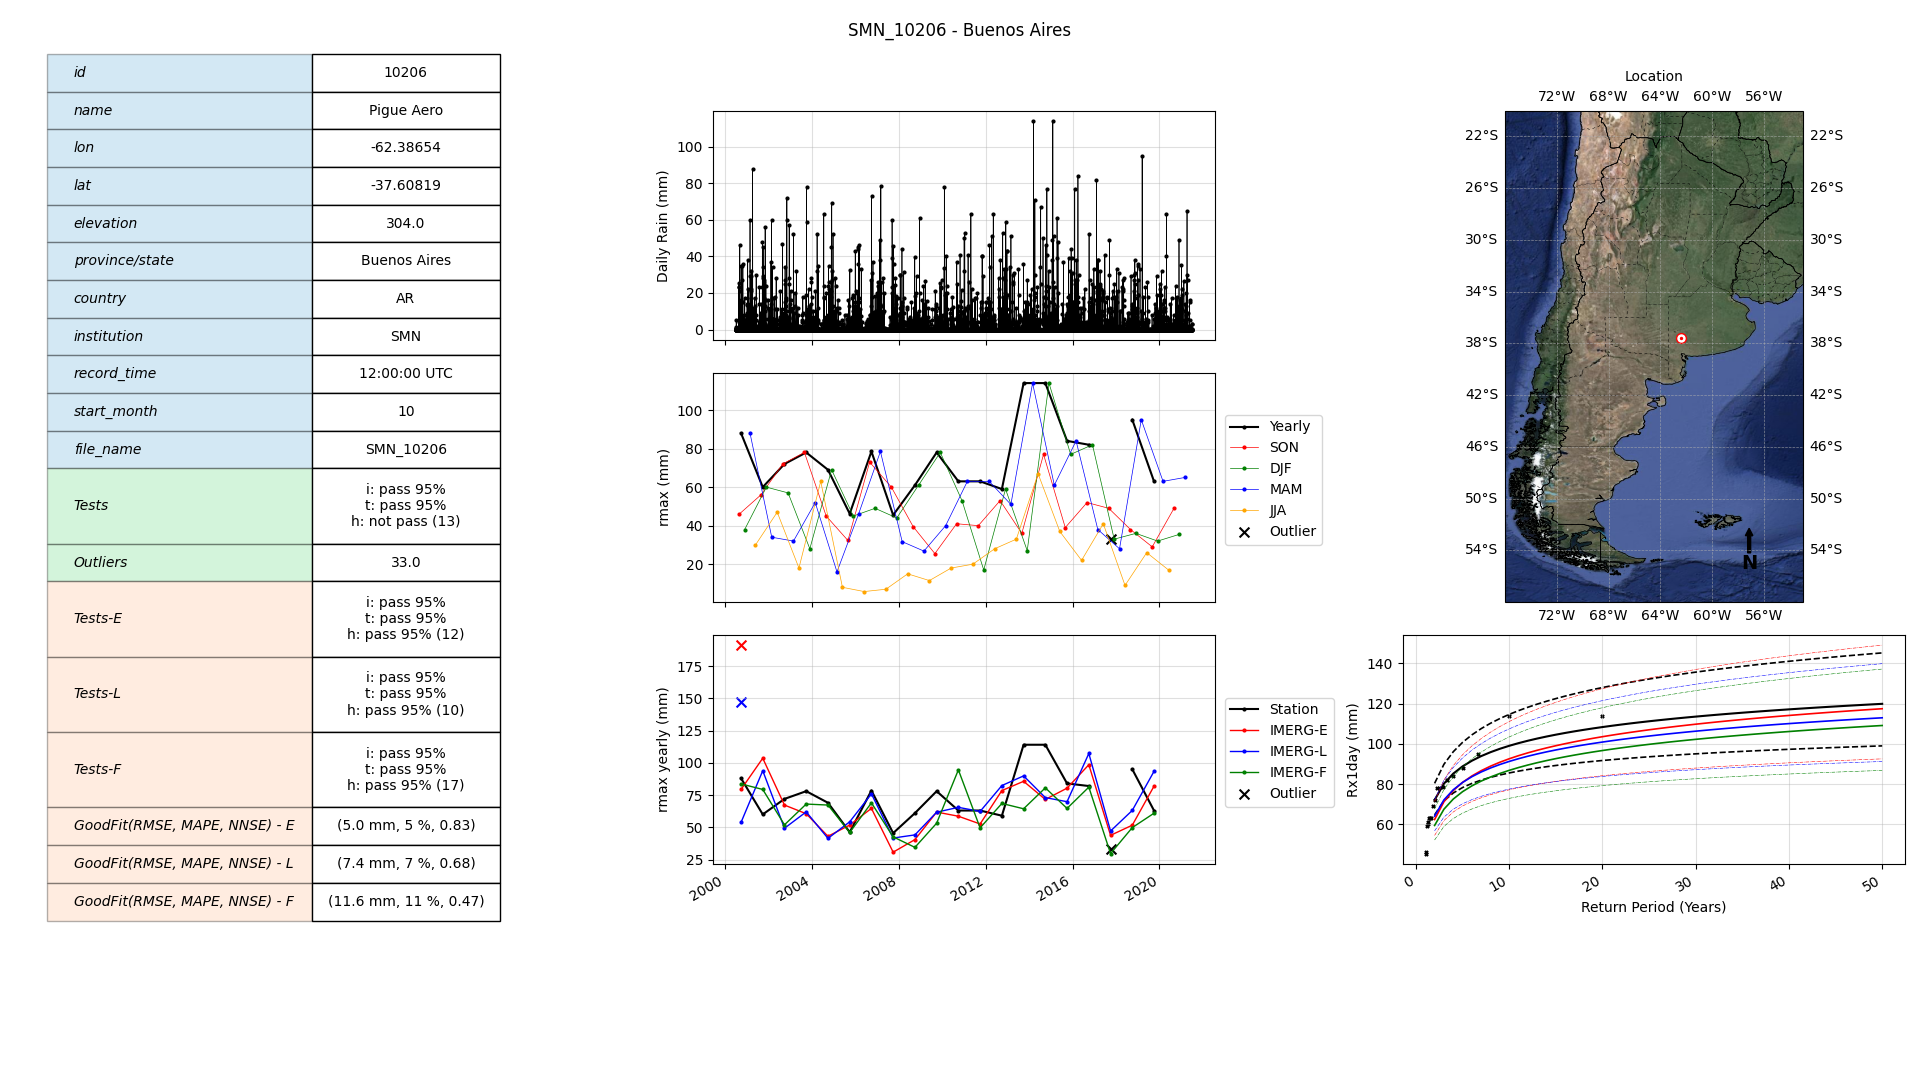 SMN_10206 - Buenos Aires
id 10206
name Pigue Aero
lon -62.38654
lat -37.60819
elevation 304.0
province/state Buenos Aires
country AR
institution SMN
record_time 12:00:00 UTC
start_month 10
file_name SMN_10206
Tests
i: pass 95%
t: pass 95%
h: not pass (13)
Outliers 33.0
Tests-E
i: pass 95%
t: pass 95%
h: pass 95% (12)
Tests-L
i: pass 95%
t: pass 95%
h: pass 95% (10)
Tests-F
i: pass 95%
t: pass 95%
h: pass 95% (17)
GoodFit(RMSE, MAPE, NNSE) - E (5.0 mm, 5 %, 0.83)
GoodFit(RMSE, MAPE, NNSE) - L (7.4 mm, 7 %, 0.68)
GoodFit(RMSE, MAPE, NNSE) - F (11.6 mm, 11 %, 0.47)
Daily Rain (mm)
100
80
60
40
20
0
rmax (mm)
100
80
60
40
20
Yearly
SON
DJF
MAM
JJA
Outlier
rmax yearly (mm)
175
150
125
100
75
50
25
2000 2004 2008 2012 2016 2020
Station
IMERG-E
IMERG-L
IMERG-F
Outlier
Location
72°W 68°W 64°W 60°W 56°W
22°S 22°S
26°S 26°S
30°S 30°S
34°S 34°S
38°S 38°S
42°S 42°S
46°S 46°S
50°S 50°S
54°S 54°S
N
72°W 68°W 64°W 60°W 56°W
Rx1day (mm)
140
120
100
80
60
0 10 20 30 40 50
Return Period (Years)